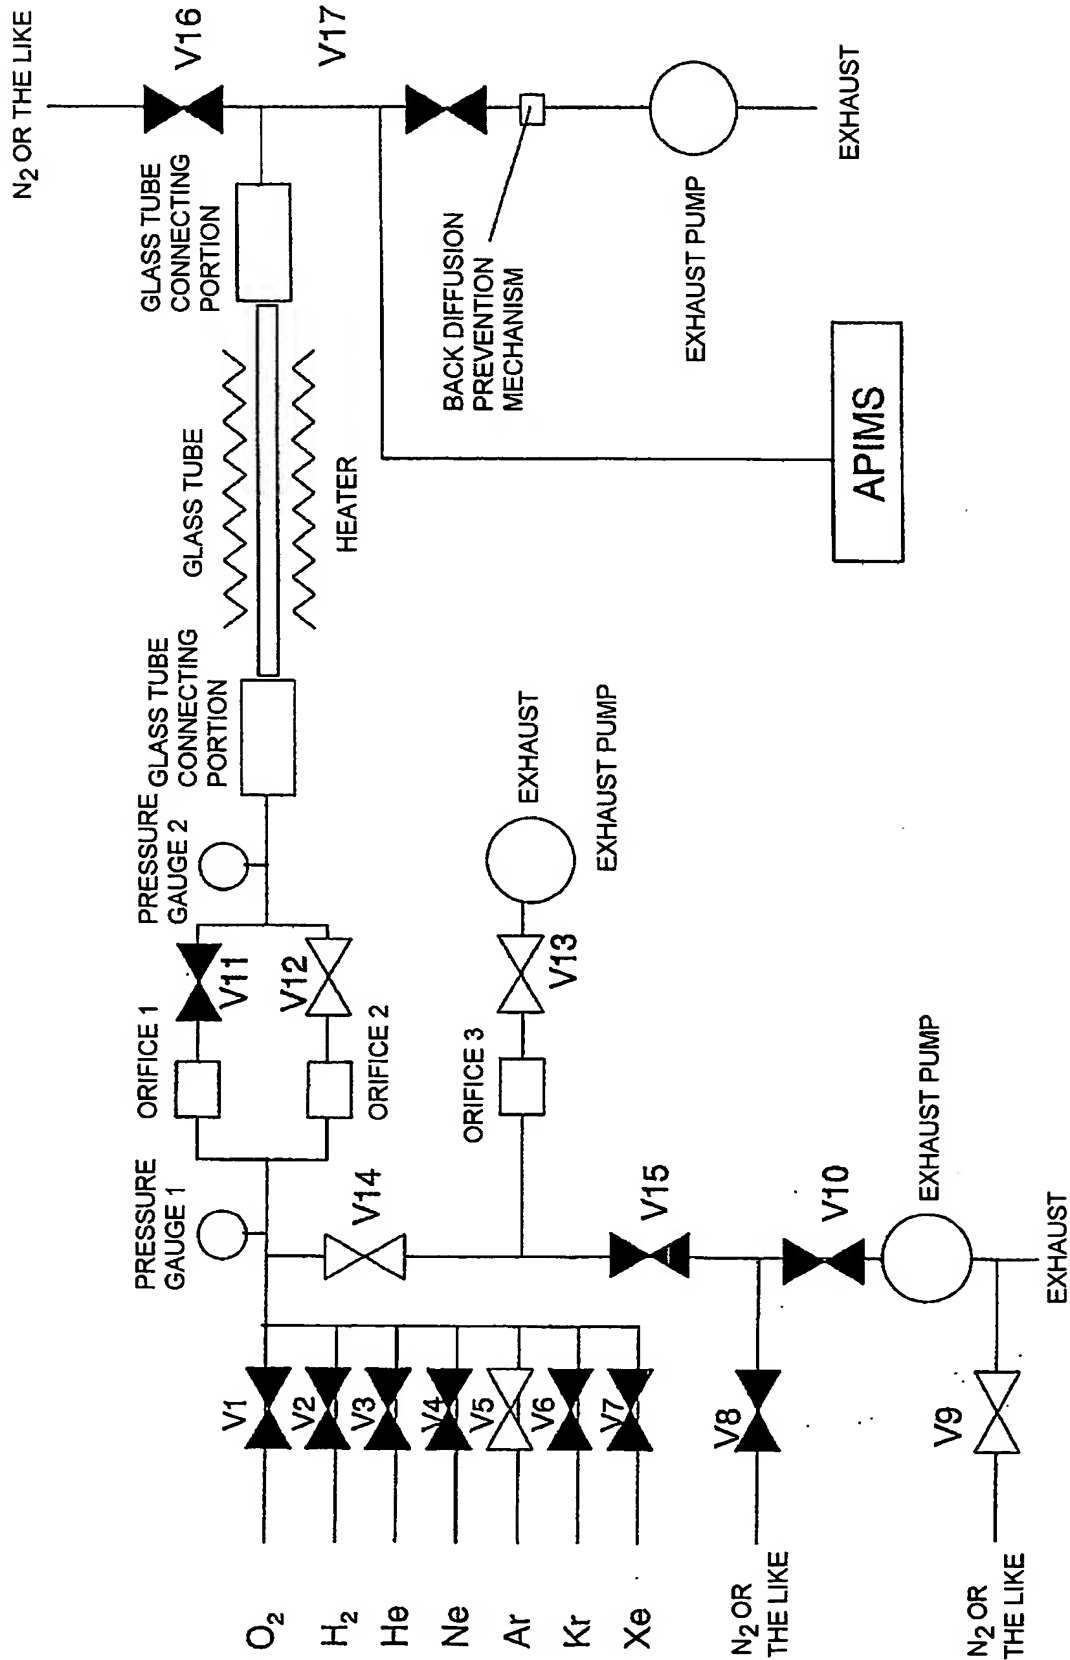 N2 OR THE LIKE
V16
V17
GLASS TUBE
CONNECTING
PORTION
GLASS TUBE
HEATER
BACK DIFFUSION
PREVENTION
MECHANISM
EXHAUST PUMP
EXHAUST
APIMS
GLASS TUBE
CONNECTING
PORTION
PRESSURE
GAUGE 2
V11
V12
ORIFICE 1
ORIFICE 2
EXHAUST
EXHAUST PUMP
V13
ORIFICE 3
PRESSURE
GAUGE 1
V14
V15
V10
EXHAUST PUMP
EXHAUST
V1
V2
V3
V4
V5
V6
V7
V8
V9
O2
H2
He
Ne
Ar
Kr
Xe
N2 OR
THE LIKE
N2 OR
THE LIKE